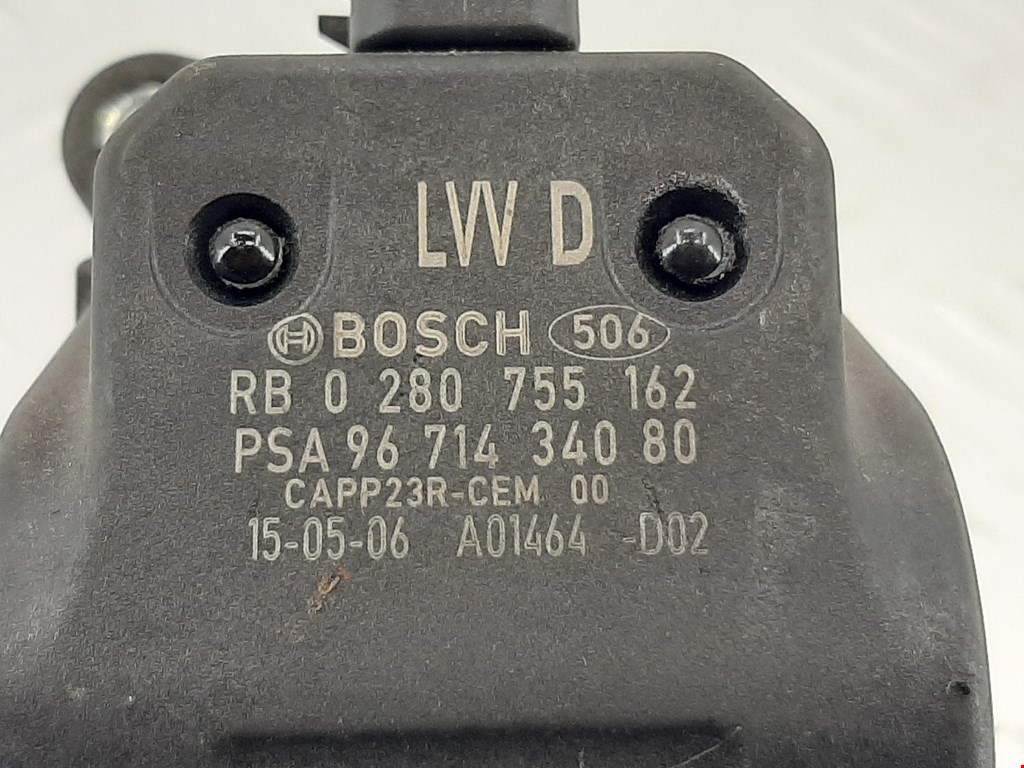 LW D
BOSCH 506
RB 0 280 755 162
PSA 96 714 340 80
CAPP23R-CEM 00
15-05-06 A01464 -D02